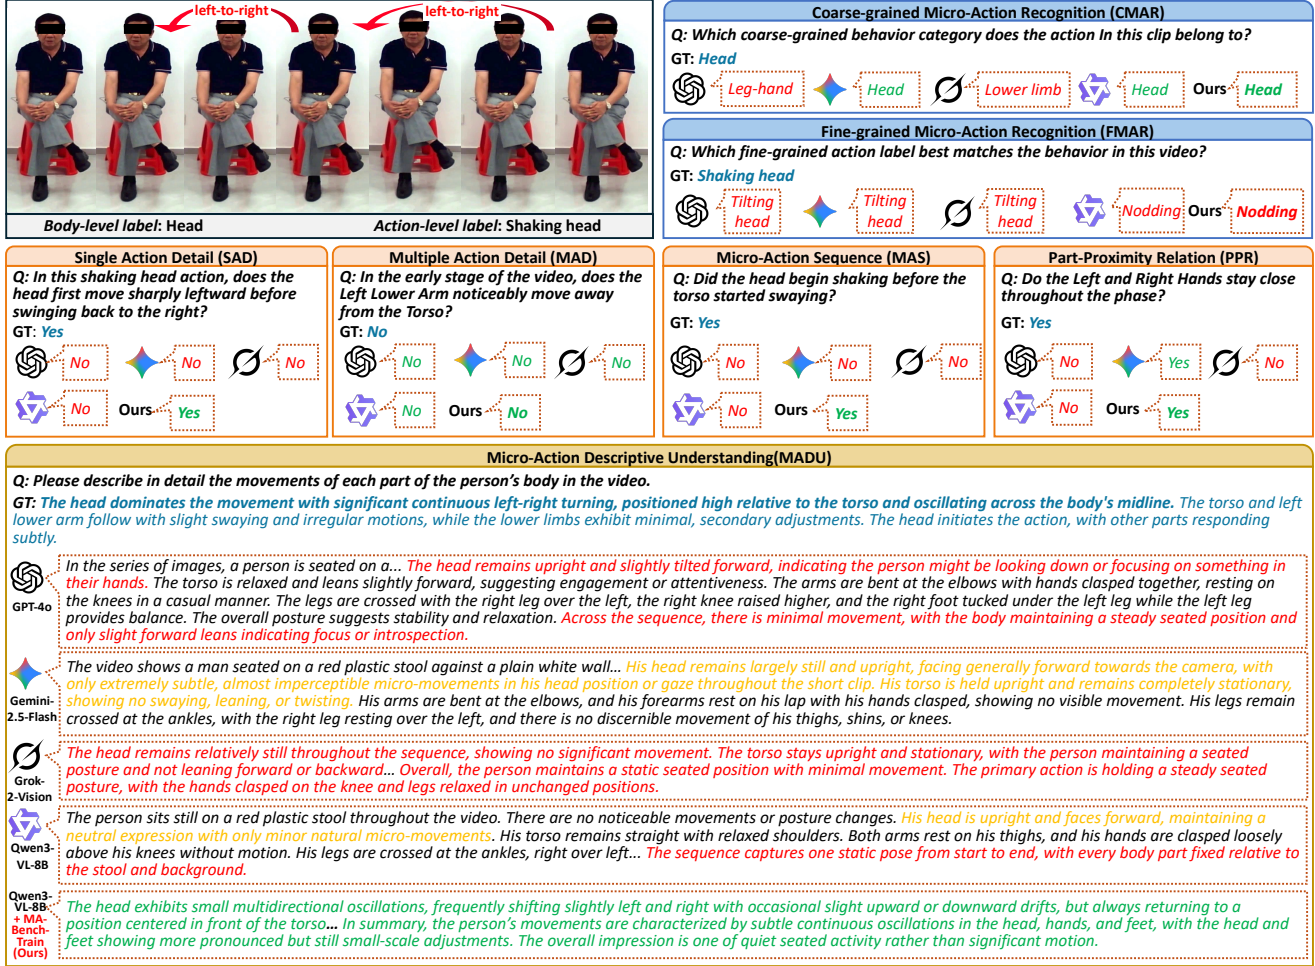 left-to-right
left-to-right
Body-level label: Head
Action-level label: Shaking head
Coarse-grained Micro-Action Recognition (CMAR)
Q: Which coarse-grained behavior category does the action In this clip belong to?
GT: Head
Leg-hand
Head
Lower limb
Head
Ours
Head
Fine-grained Micro-Action Recognition (FMAR)
Q: Which fine-grained action label best matches the behavior in this video?
GT: Shaking head
Tilting
head
Tilting
head
Tilting
head
Nodding
Ours
Nodding
Single Action Detail (SAD)
Q: In this shaking head action, does the
head first move sharply leftward before
swinging back to the right?
GT: Yes
No
No
No
No
Ours
Yes
Multiple Action Detail (MAD)
Q: In the early stage of the video, does the
Left Lower Arm noticeably move away
from the Torso?
GT: No
No
No
No
No
Ours
No
Micro-Action Sequence (MAS)
Q: Did the head begin shaking before the
torso started swaying?
GT: Yes
No
No
No
No
Ours
Yes
Part-Proximity Relation (PPR)
Q: Do the Left and Right Hands stay close
throughout the phase?
GT: Yes
No
Yes
No
No
Ours
Yes
Micro-Action Descriptive Understanding(MADU)
Q: Please describe in detail the movements of each part of the person's body in the video.
GT: The head dominates the movement with significant continuous left-right turning, positioned high relative to the torso and oscillating across the body's midline. The torso and left
lower arm follow with slight swaying and irregular motions, while the lower limbs exhibit minimal, secondary adjustments. The head initiates the action, with other parts responding
subtly.
GPT-4o
In the series of images, a person is seated on a... The head remains upright and slightly tilted forward, indicating the person might be looking down or focusing on something in
their hands. The torso is relaxed and leans slightly forward, suggesting engagement or attentiveness. The arms are bent at the elbows with hands clasped together, resting on
the knees in a casual manner. The legs are crossed with the right leg over the left, the right knee raised higher, and the right foot tucked under the left leg while the left leg
provides balance. The overall posture suggests stability and relaxation. Across the sequence, there is minimal movement, with the body maintaining a steady seated position and
only slight forward leans indicating focus or introspection.
Gemini-
2.5-Flash
The video shows a man seated on a red plastic stool against a plain white wall... His head remains largely still and upright, facing generally forward towards the camera, with
only extremely subtle, almost imperceptible micro-movements in his head position or gaze throughout the short clip. His torso is held upright and remains completely stationary,
showing no swaying, leaning, or twisting. His arms are bent at the elbows, and his forearms rest on his lap with his hands clasped, showing no visible movement. His legs remain
crossed at the ankles, with the right leg resting over the left, and there is no discernible movement of his thighs, shins, or knees.
Grok-
2-Vision
The head remains relatively still throughout the sequence, showing no significant movement. The torso stays upright and stationary, with the person maintaining a seated
posture and not leaning forward or backward... Overall, the person maintains a static seated position with minimal movement. The primary action is holding a steady seated
posture, with the hands clasped on the knee and legs relaxed in unchanged positions.
Qwen3-
VL-8B
The person sits still on a red plastic stool throughout the video. There are no noticeable movements or posture changes. His head is upright and faces forward, maintaining a
neutral expression with only minor natural micro-movements. His torso remains straight with relaxed shoulders. Both arms rest on his thighs, and his hands are clasped loosely
above his knees without motion. His legs are crossed at the ankles, right over left... The sequence captures one static pose from start to end, with every body part fixed relative to
the stool and background.
Qwen3-
VL-8B
+ MA-
Bench-
Train
(Ours)
The head exhibits small multidirectional oscillations, frequently shifting slightly left and right with occasional slight upward or downward drifts, but always returning to a
position centered in front of the torso... In summary, the person's movements are characterized by subtle continuous oscillations in the head, hands, and feet, with the head and
feet showing more pronounced but still small-scale adjustments. The overall impression is one of quiet seated activity rather than significant motion.